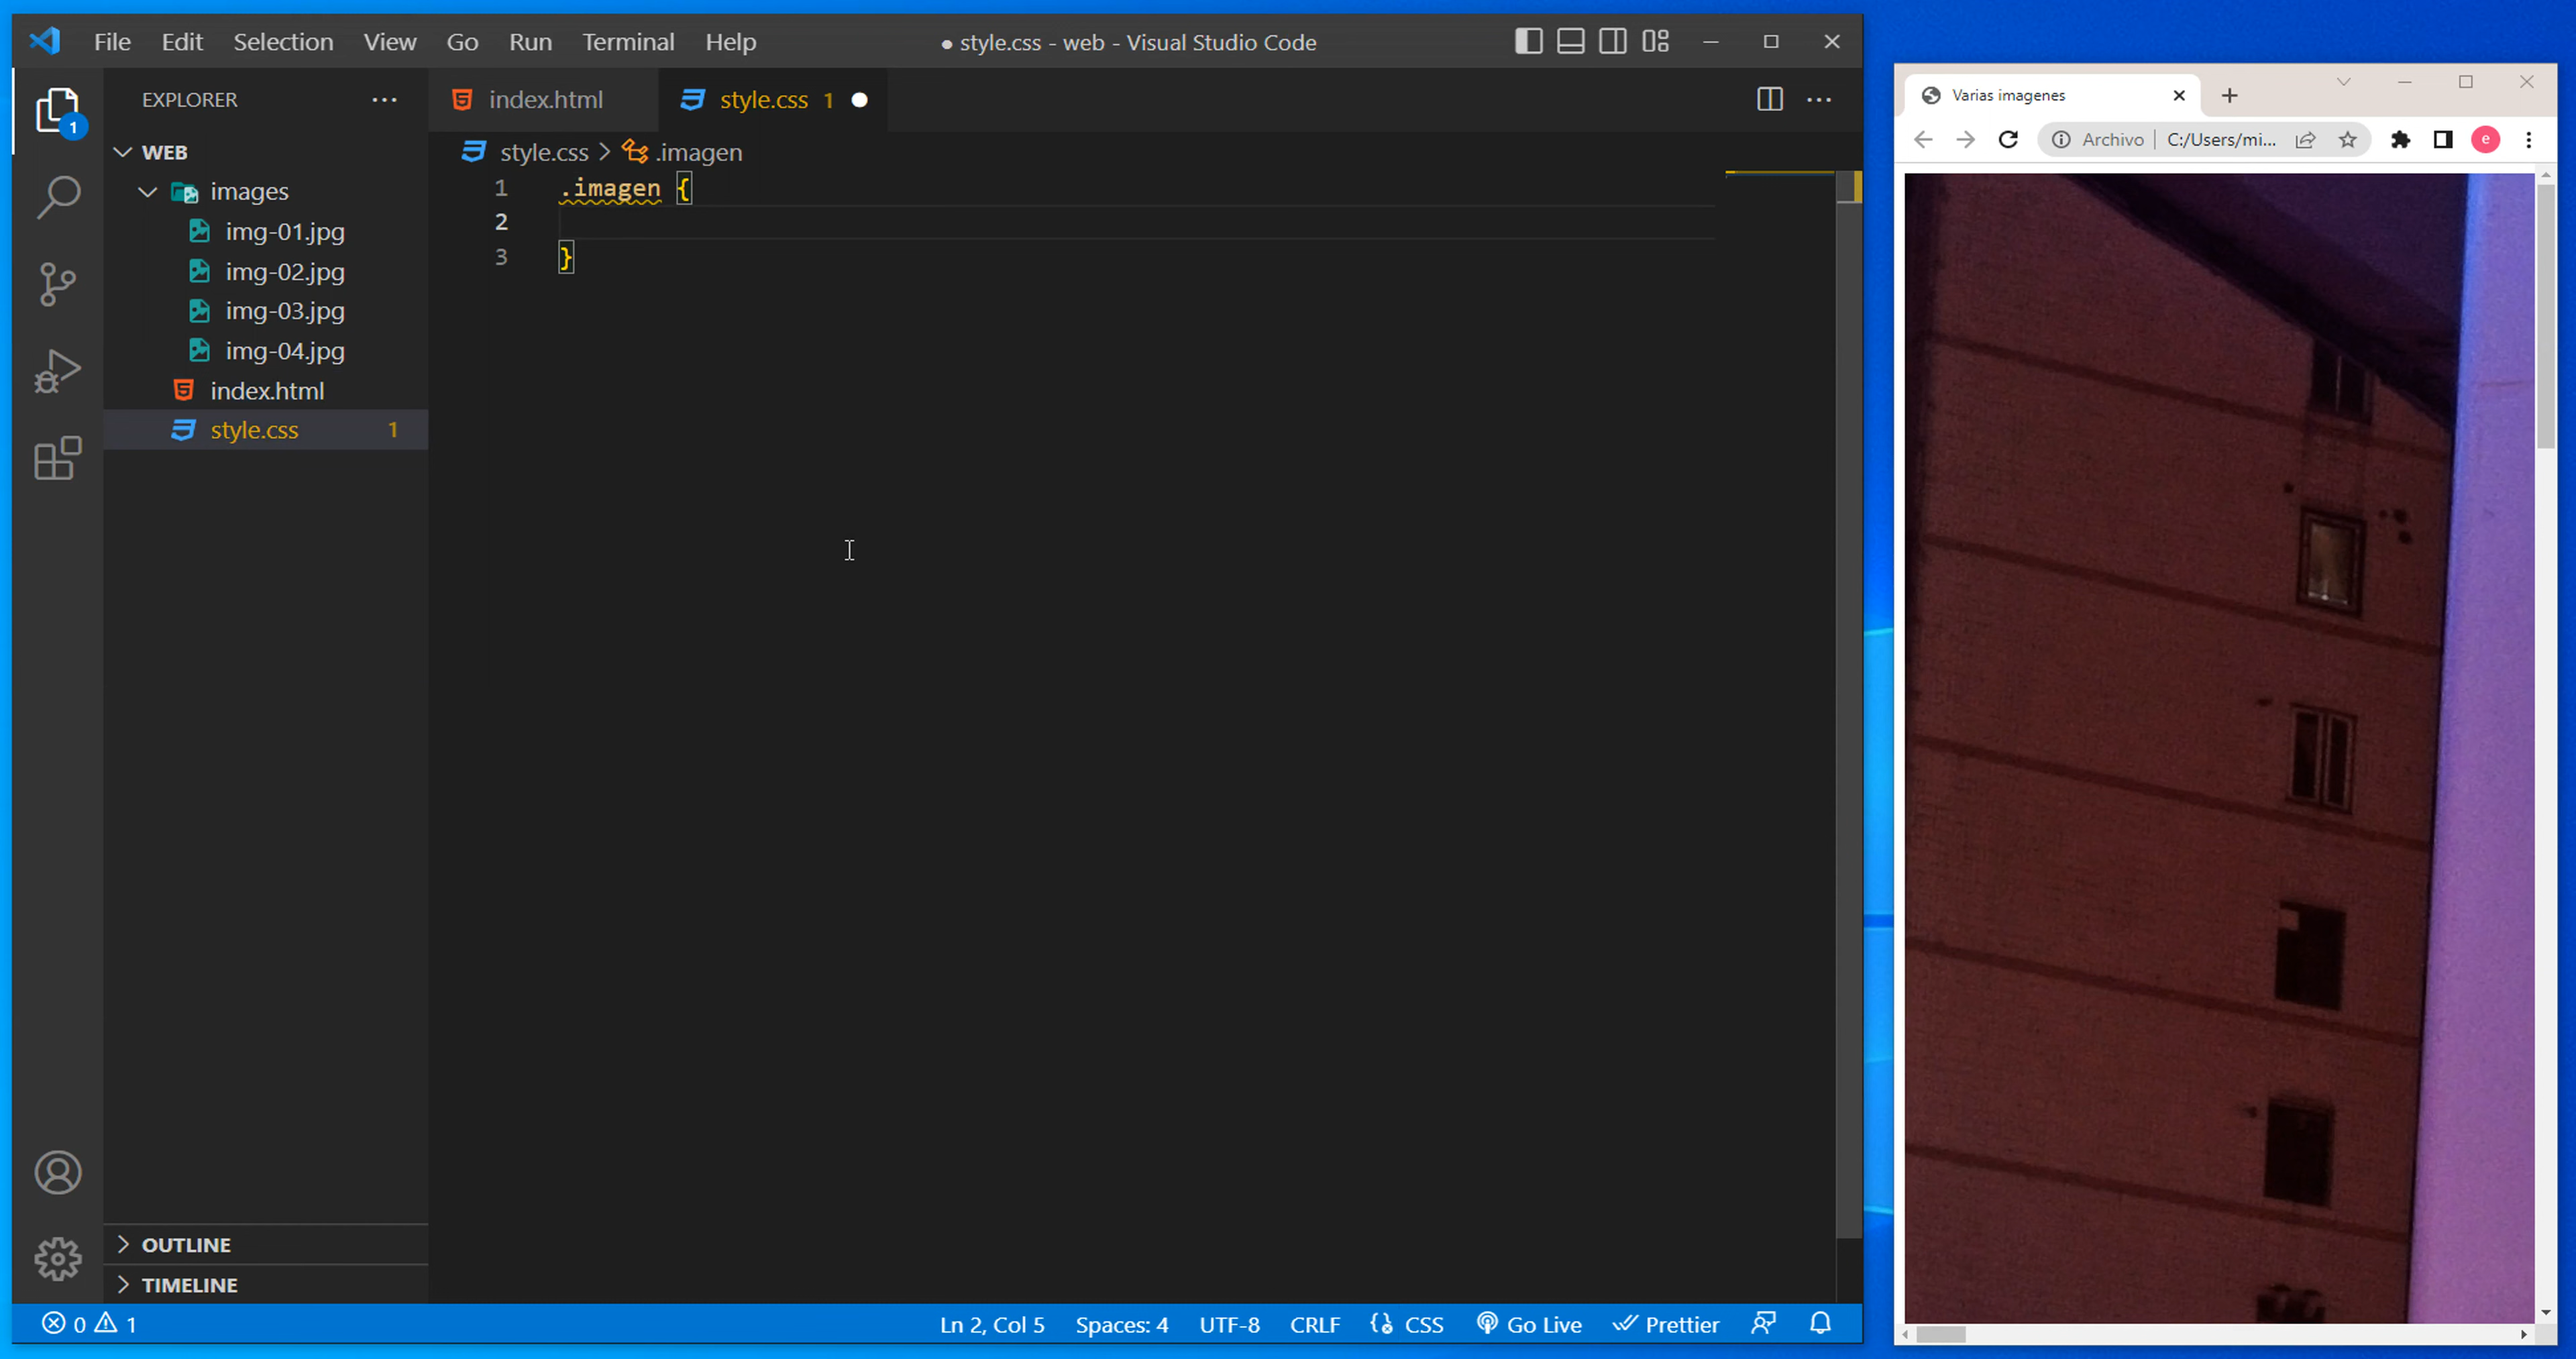 File Edit Selection View Go Run Terminal Help
● style.css - web - Visual Studio Code
EXPLORER
WEB
images
img-01.jpg
img-02.jpg
img-03.jpg
img-04.jpg
index.html
style.css 1
OUTLINE
TIMELINE
index.html
style.css 1
style.css > .imagen
1 .imagen {
2
3 }
0 1
Ln 2, Col 5 Spaces: 4 UTF-8 CRLF CSS Go Live Prettier
1
Varias imagenes
Archivo | C:/Users/mi...
e